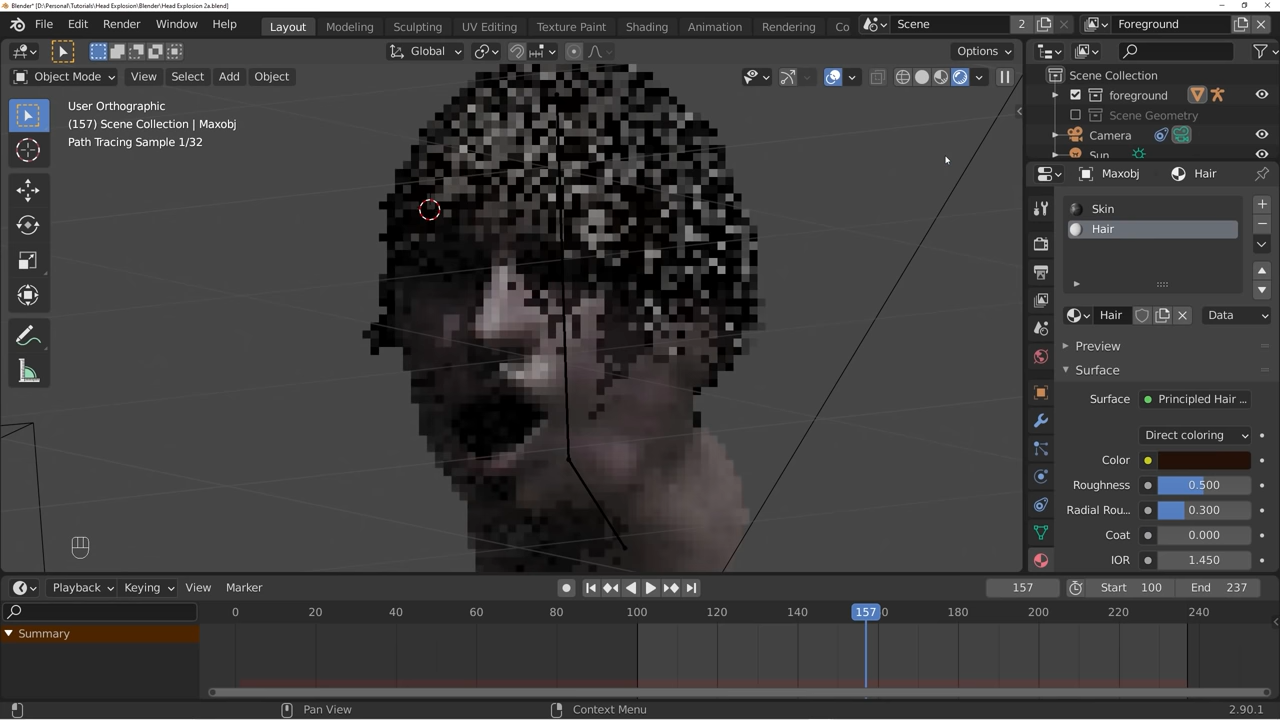 Blender* [D:\Personal\Tutorials\Head Explosion\Blender\Head Explosion 2a.blend]
File Edit Render Window Help
Layout Modeling Sculpting UV Editing Texture Paint Shading Animation Rendering Co
Scene 2
Foreground
Global
Options
Object Mode View Select Add Object
User Orthographic
(157) Scene Collection | Maxobj
Path Tracing Sample 1/32
Scene Collection
foreground
Scene Geometry
Camera
Sun
Maxobj Hair
Skin
Hair
Hair Data
Preview
Surface
Surface Principled Hair ...
Direct coloring
Color
Roughness 0.500
Radial Rou... 0.300
Coat 0.000
IOR 1.450
Playback Keying View Marker
157 Start 100 End 237
0 20 40 60 80 100 120 140 157 60 180 200 220 240
Summary
Pan View
Context Menu
2.90.1